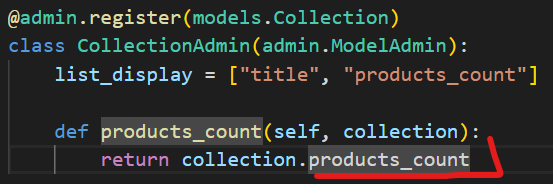 @admin.register(models.Collection)
class CollectionAdmin(admin.ModelAdmin):
    list_display = ["title", "products_count"]
    def products_count(self, collection):
        return collection.products_count